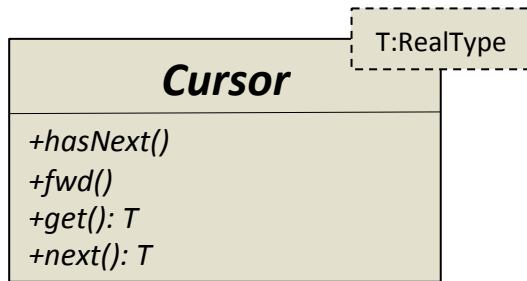 T:RealType
Cursor
+hasNext()
+fwd()
+get(): T
+next(): T